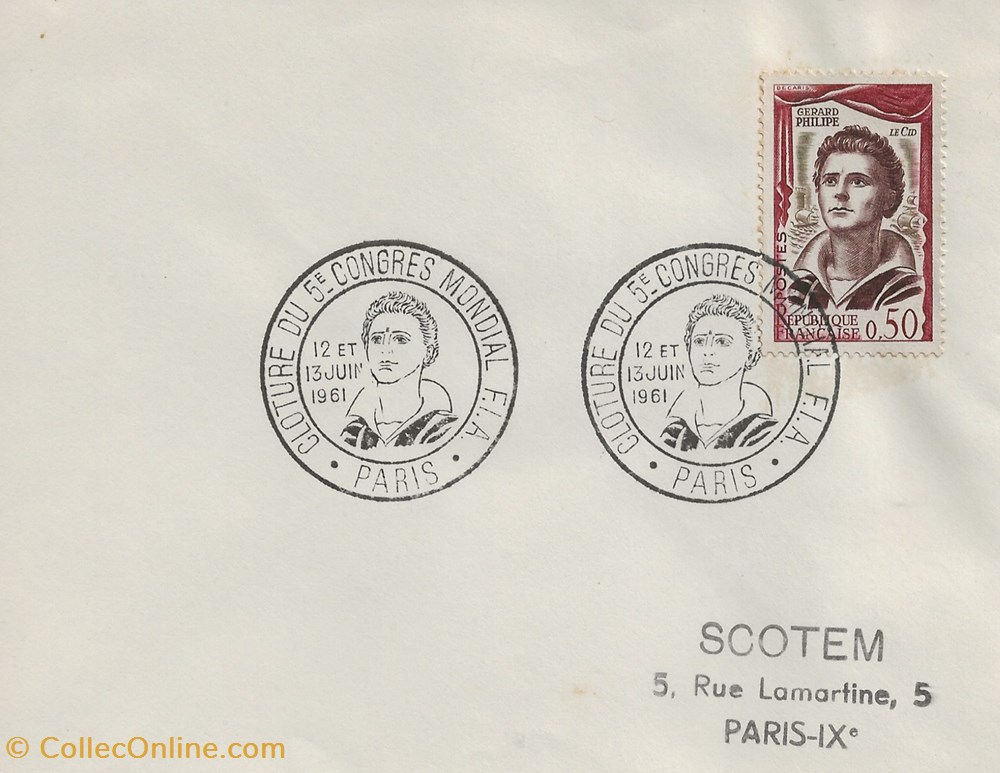 DECARIS
GERARD
PHILIPE
LE CID
POSTES
REPUBLIQUE
FRANCAISE 0,50
CLOTURE DU 5E CONGRES MONDIAL F.I.A.
12 ET
13 JUIN
1961
• PARIS •
CLOTURE DU 5E CONGRES MONDIAL F.I.A.
12 ET
13 JUIN
1961
• PARIS •
SCOTEM
5, Rue Lamartine, 5
PARIS-IXe
© CollecOnline.com